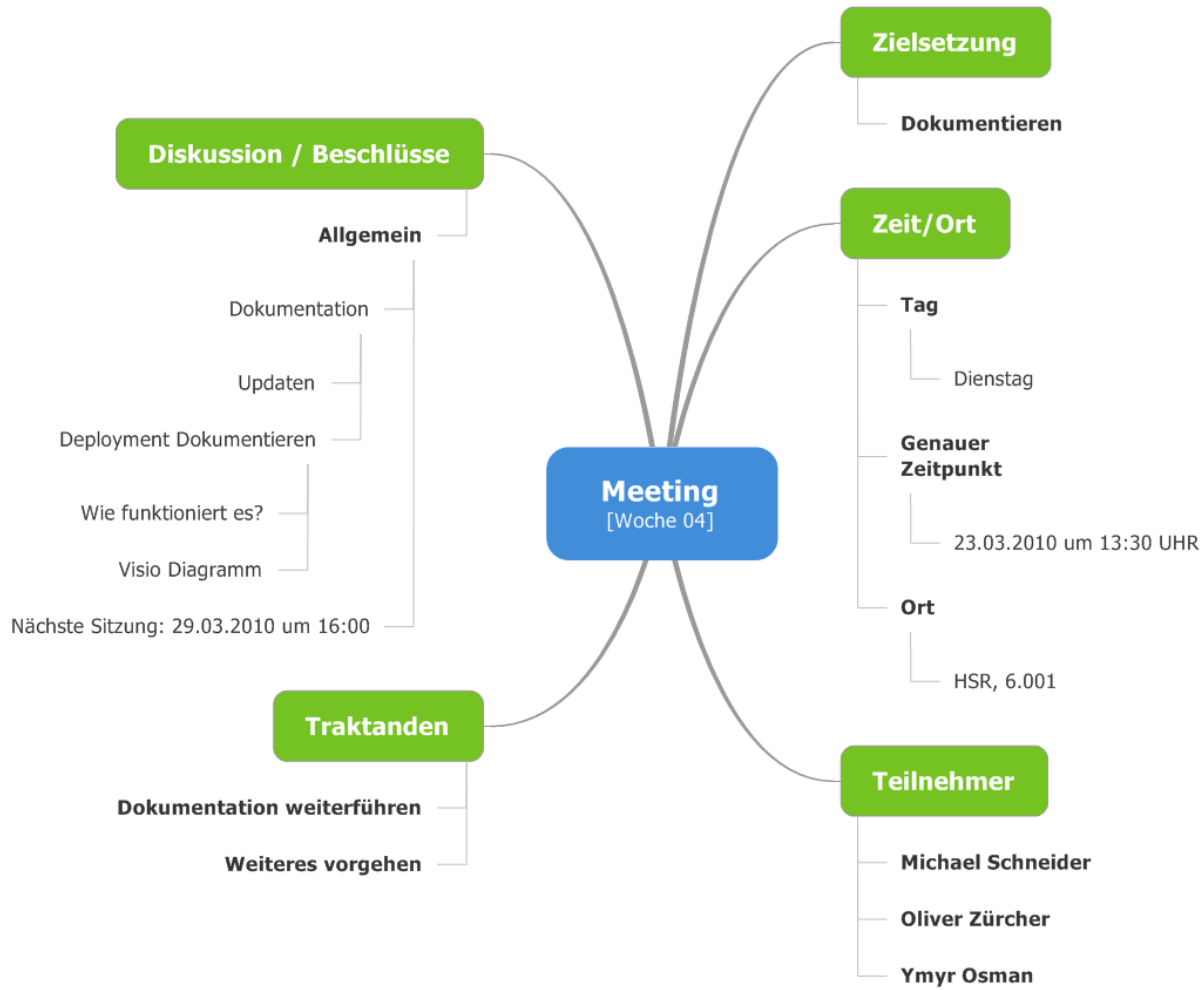 Zielsetzung
Dokumentieren
Diskussion / Beschlüsse
Allgemein
Dokumentation
Updaten
Deployment Dokumentieren
Wie funktioniert es?
Visio Diagramm
Nächste Sitzung: 29.03.2010 um 16:00
Zeit/Ort
Tag
Dienstag
Genauer
Zeitpunkt
23.03.2010 um 13:30 UHR
Ort
HSR, 6.001
Meeting
[Woche 04]
Traktanden
Dokumentation weiterführen
Weiteres vorgehen
Teilnehmer
Michael Schneider
Oliver Zürcher
Ymyr Osman